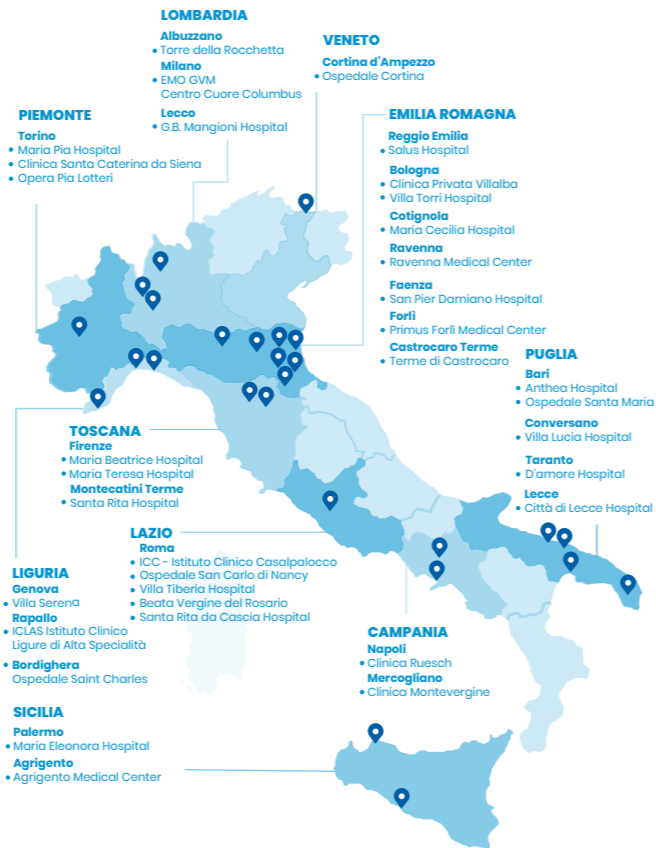 LOMBARDIA
Albuzzano
• Torre della Rocchetta
Milano
• EMO GVM
Centro Cuore Columbus
Lecco
• G.B. Mangioni Hospital
VENETO
Cortina d'Ampezzo
• Ospedale Cortina
PIEMONTE
Torino
• Maria Pia Hospital
• Clinica Santa Caterina da Siena
• Opera Pia Lotteri
EMILIA ROMAGNA
Reggio Emilia
• Salus Hospital
Bologna
• Clinica Privata Villalba
• Villa Torri Hospital
Cotignola
• Maria Cecilia Hospital
Ravenna
• Ravenna Medical Center
Faenza
• San Pier Damiano Hospital
Forlì
• Primus Forlì Medical Center
Castrocaro Terme
• Terme di Castrocaro
PUGLIA
Bari
• Anthea Hospital
• Ospedale Santa Maria
Conversano
• Villa Lucia Hospital
Taranto
• D'amore Hospital
Lecce
• Città di Lecce Hospital
TOSCANA
Firenze
• Maria Beatrice Hospital
• Maria Teresa Hospital
Montecatini Terme
• Santa Rita Hospital
LAZIO
Roma
• ICC - Istituto Clinico Casalpalocco
• Ospedale San Carlo di Nancy
• Villa Tiberia Hospital
• Beata Vergine del Rosario
• Santa Rita da Cascia Hospital
LIGURIA
Genova
• Villa Serena
Rapallo
• ICLAS Istituto Clinico
Ligure di Alta Specialità
• Bordighera
Ospedale Saint Charles
CAMPANIA
Napoli
• Clinica Ruesch
Mercogliano
• Clinica Montevergine
SICILIA
Palermo
• Maria Eleonora Hospital
Agrigento
• Agrigento Medical Center